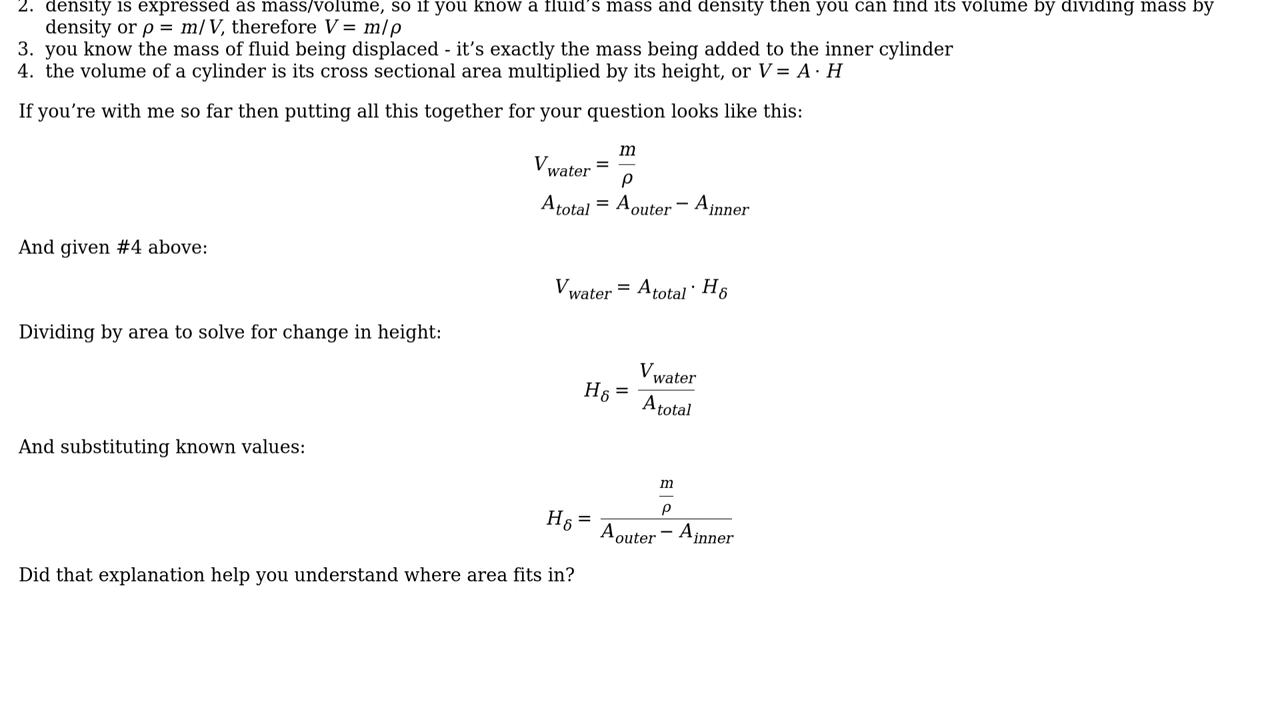 2. density is expressed as mass/volume, so if you know a fluid's mass and density then you can find its volume by dividing mass by
density or ρ = m/V, therefore V = m/ρ
3. you know the mass of fluid being displaced - it's exactly the mass being added to the inner cylinder
4. the volume of a cylinder is its cross sectional area multiplied by its height, or V = A · H
If you're with me so far then putting all this together for your question looks like this:
V_water = m/ρ
A_total = A_outer − A_inner
And given #4 above:
V_water = A_total · H_δ
Dividing by area to solve for change in height:
H_δ = V_water/A_total
And substituting known values:
H_δ = (m/ρ)/(A_outer − A_inner)
Did that explanation help you understand where area fits in?